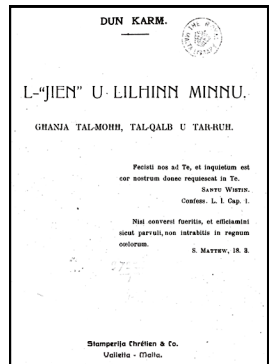 DUN KARM.
L-"JIEN" U LILHINN MINNU.
GĦANJA TAL-MOĦĦ, TAL-QALB U TAR-RUĦ.
Fecisti nos ad Te, et inquietum est
cor nostrum donec requiescat in Te.
SANTU WISTIN.
Confess. L. I. Cap. 1.
Nisi conversi fueritis, et efficiamini
sicut parvuli, non intrabitis in regnum
cœlorum.
S. MATTEW, 18. 3.
Stamperija Chrétien & Co.
Valletta - Malta.